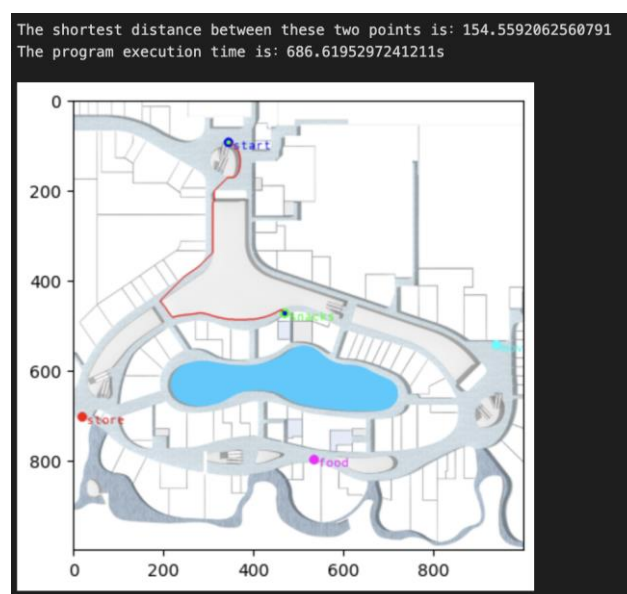 The shortest distance between these two points is: 154.5592062560791
The program execution time is: 686.6195297241211s
0
start
200
400
snacks
600
store
800
food
0 200 400 600 800